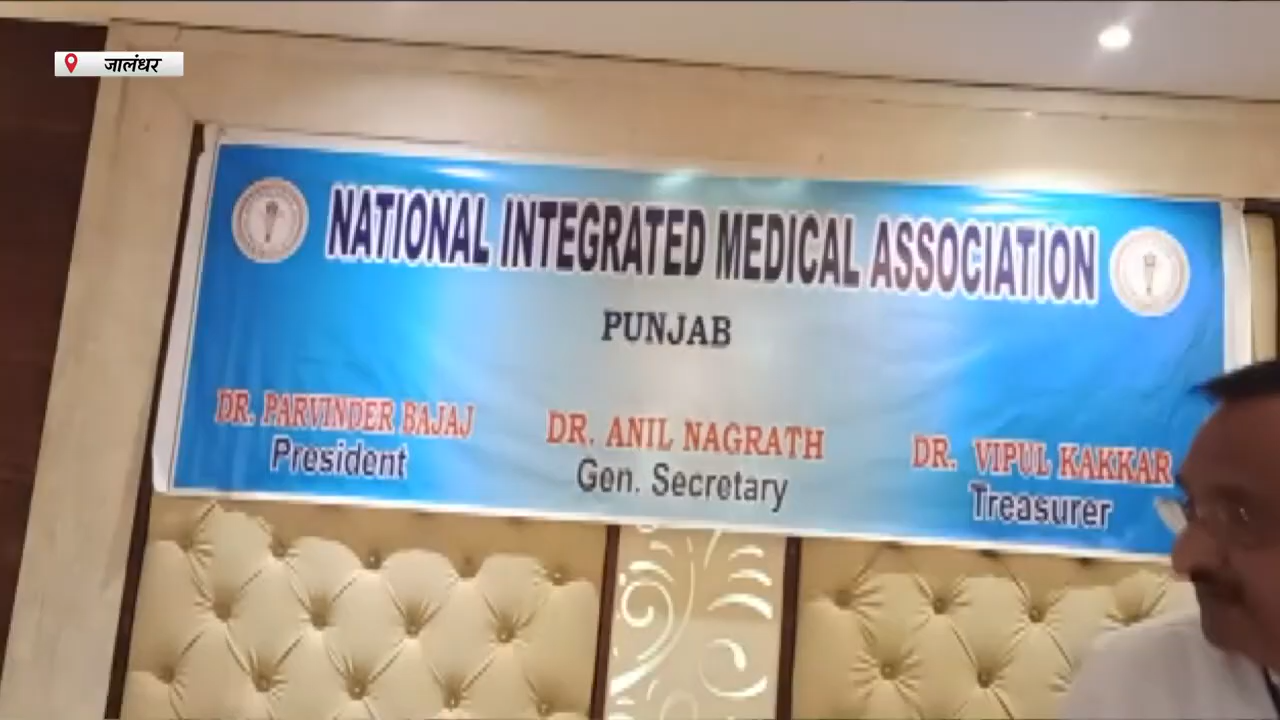 जालंधर
NATIONAL INTEGRATED MEDICAL ASSOCIATION
PUNJAB
DR. PARVINDER BAJAJ DR. ANIL NAGRATH DR. VIPUL KAKKAR
President Gen. Secretary Treasurer